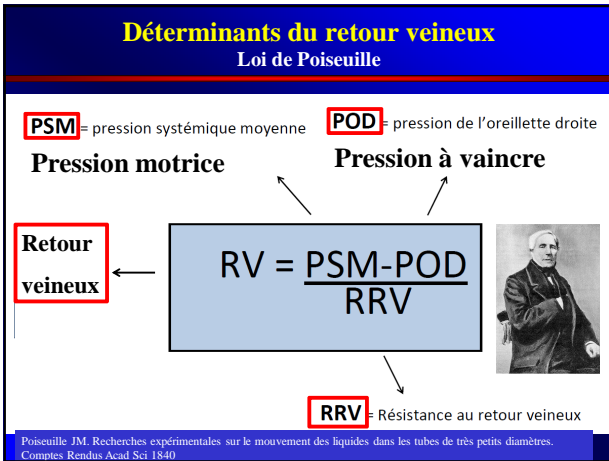 Déterminants du retour veineux
Loi de Poiseuille
PSM = pression systémique moyenne
Pression motrice
POD = pression de l'oreillette droite
Pression à vaincre
Retour
veineux
RV = PSM-POD
RRV
RRV = Résistance au retour veineux
Poiseuille JM. Recherches expérimentales sur le mouvement des liquides dans les tubes de très petits diamètres.
Comptes Rendus Acad Sci 1840